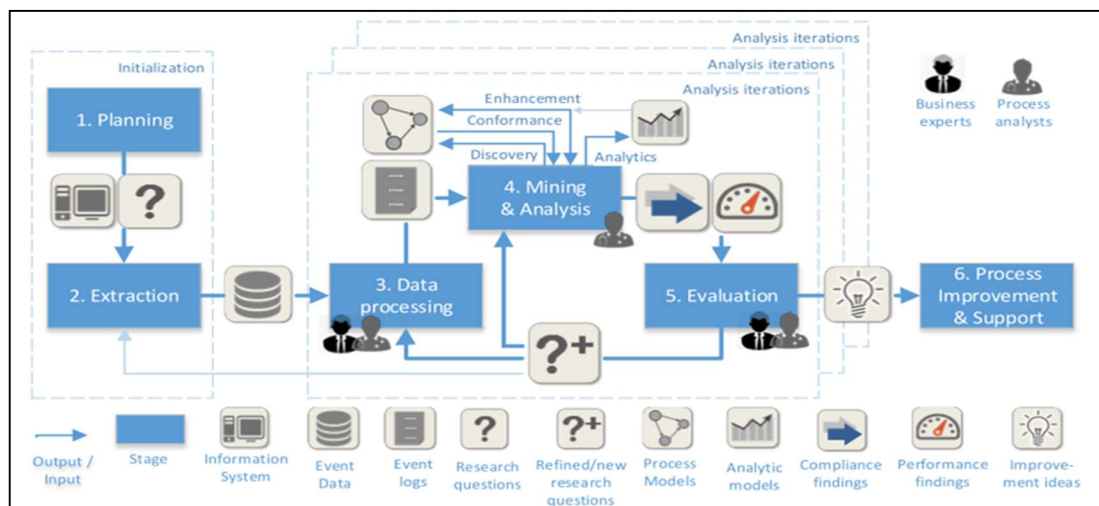 Analysis iterations
Analysis iterations
Analysis iterations
Initialization
1. Planning
Enhancement
Conformance
Discovery
Analytics
Business
experts
Process
analysts
?
4. Mining
& Analysis
2. Extraction
3. Data
processing
5. Evaluation
6. Process
Improvement
& Support
?+
?
?+
Output /
Input
Stage
Information
System
Event
Data
Event
logs
Research
questions
Refined/new
research
questions
Process
Models
Analytic
models
Compliance
findings
Performance
findings
Improve-
ment ideas